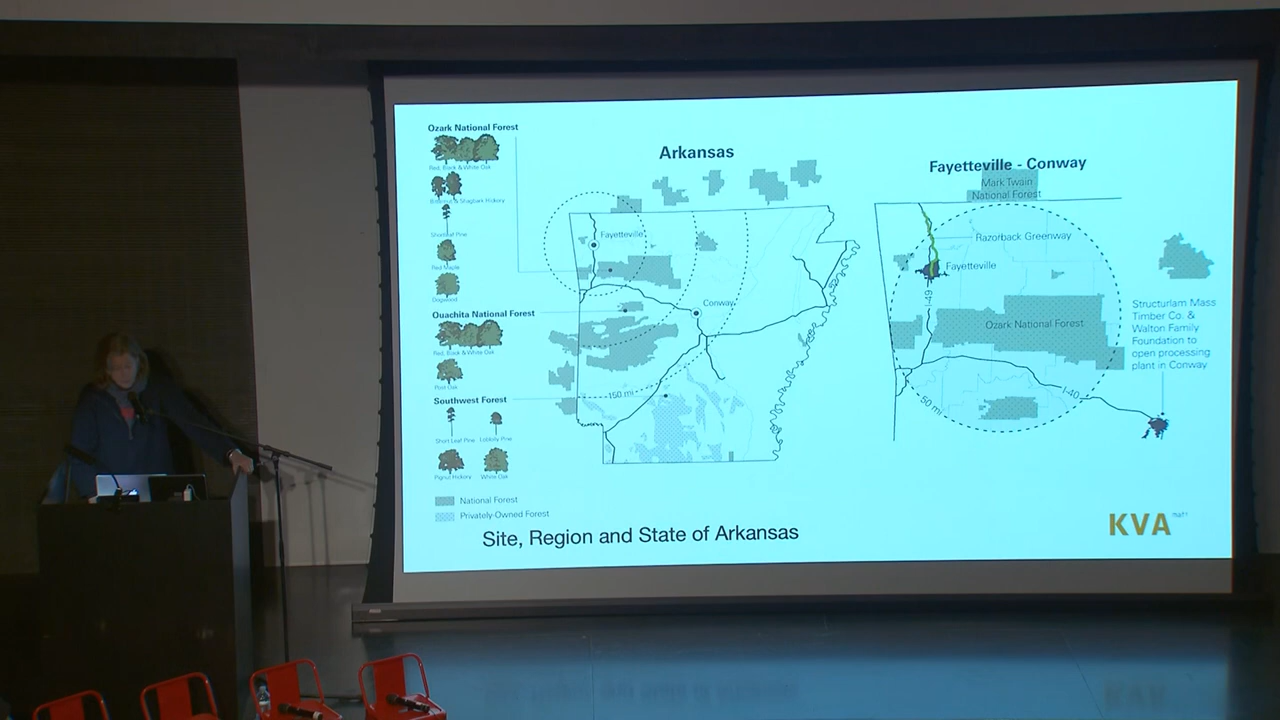 Ozark National Forest
Red, Black & White Oak
Bitternut & Shagbark Hickory
Shortleaf Pine
Red Maple
Dogwood
Ouachita National Forest
Red, Black & White Oak
Post Oak
Southwest Forest
Short Leaf Pine
Loblolly Pine
Pignut Hickory
White Oak
National Forest
Privately-Owned Forest
Arkansas
Fayetteville
Conway
150 mi
Fayetteville - Conway
Mark Twain
National Forest
Razorback Greenway
Fayetteville
I-49
Ozark National Forest
Structurlam Mass
Timber Co. &
Walton Family
Foundation to
open processing
plant in Conway
I-40
50 mi
Site, Region and State of Arkansas
KVA